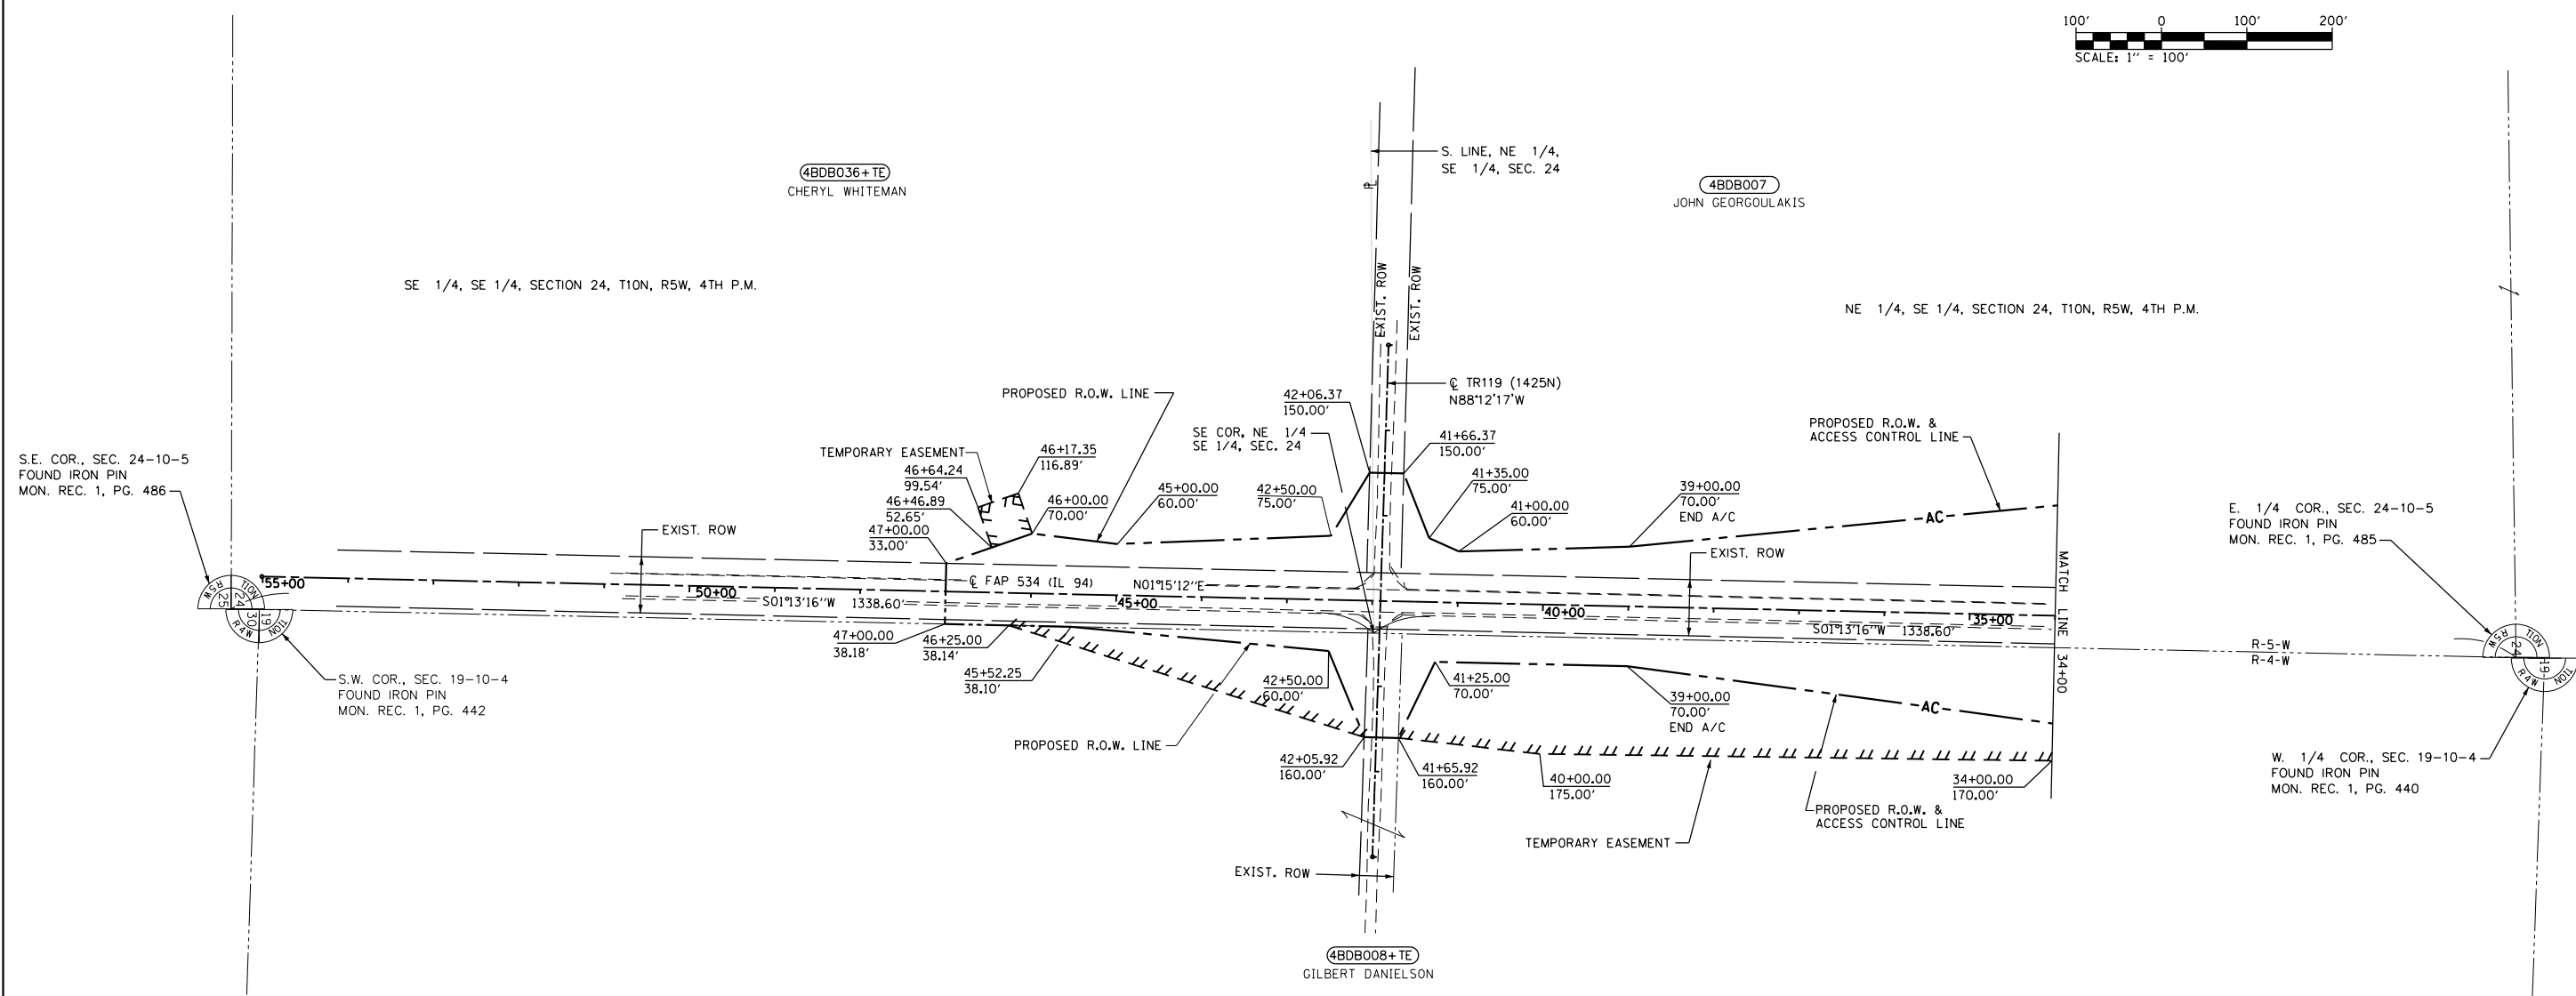 100' 0 100' 200'
SCALE: 1" = 100'
S. LINE, NE 1/4,
SE 1/4, SEC. 24
4BDB036+TE
CHERYL WHITEMAN
4BDB007
JOHN GEORGOULAKIS
SE 1/4, SE 1/4, SECTION 24, T10N, R5W, 4TH P.M.
NE 1/4, SE 1/4, SECTION 24, T10N, R5W, 4TH P.M.
EXIST. ROW
EXIST. ROW
℄ TR119 (1425N)
N88°12'17"W
PROPOSED R.O.W. LINE
42+06.37
150.00'
SE COR, NE 1/4
SE 1/4, SEC. 24
41+66.37
150.00'
PROPOSED R.O.W. &
ACCESS CONTROL LINE
TEMPORARY EASEMENT
46+17.35
116.89'
46+64.24
99.54'
46+46.89
52.65'
47+00.00
33.00'
46+00.00
70.00'
45+00.00
60.00'
42+50.00
75.00'
41+35.00
75.00'
41+00.00
60.00'
39+00.00
70.00'
END A/C
AC
S.E. COR., SEC. 24-10-5
FOUND IRON PIN
MON. REC. 1, PG. 486
E. 1/4 COR., SEC. 24-10-5
FOUND IRON PIN
MON. REC. 1, PG. 485
EXIST. ROW
EXIST. ROW
MATCH LINE 34+00
℄ FAP 534 (IL 94)
N01°15'12"E
55+00
50+00
45+00
40+00
35+00
S01°13'16"W 1338.60'
S01°13'16"W 1338.60'
R5W
T10N
24
25
30
19
R4W
T10N
R-5-W
R-4-W
R5W
T10N
24
19
R4W
T10N
47+00.00
38.18'
46+25.00
38.14'
45+52.25
38.10'
42+50.00
60.00'
41+25.00
70.00'
39+00.00
70.00'
END A/C
AC
S.W. COR., SEC. 19-10-4
FOUND IRON PIN
MON. REC. 1, PG. 442
PROPOSED R.O.W. LINE
42+05.92
160.00'
41+65.92
160.00'
40+00.00
175.00'
34+00.00
170.00'
W. 1/4 COR., SEC. 19-10-4
FOUND IRON PIN
MON. REC. 1, PG. 440
PROPOSED R.O.W. &
ACCESS CONTROL LINE
TEMPORARY EASEMENT
EXIST. ROW
4BDB008+TE
GILBERT DANIELSON